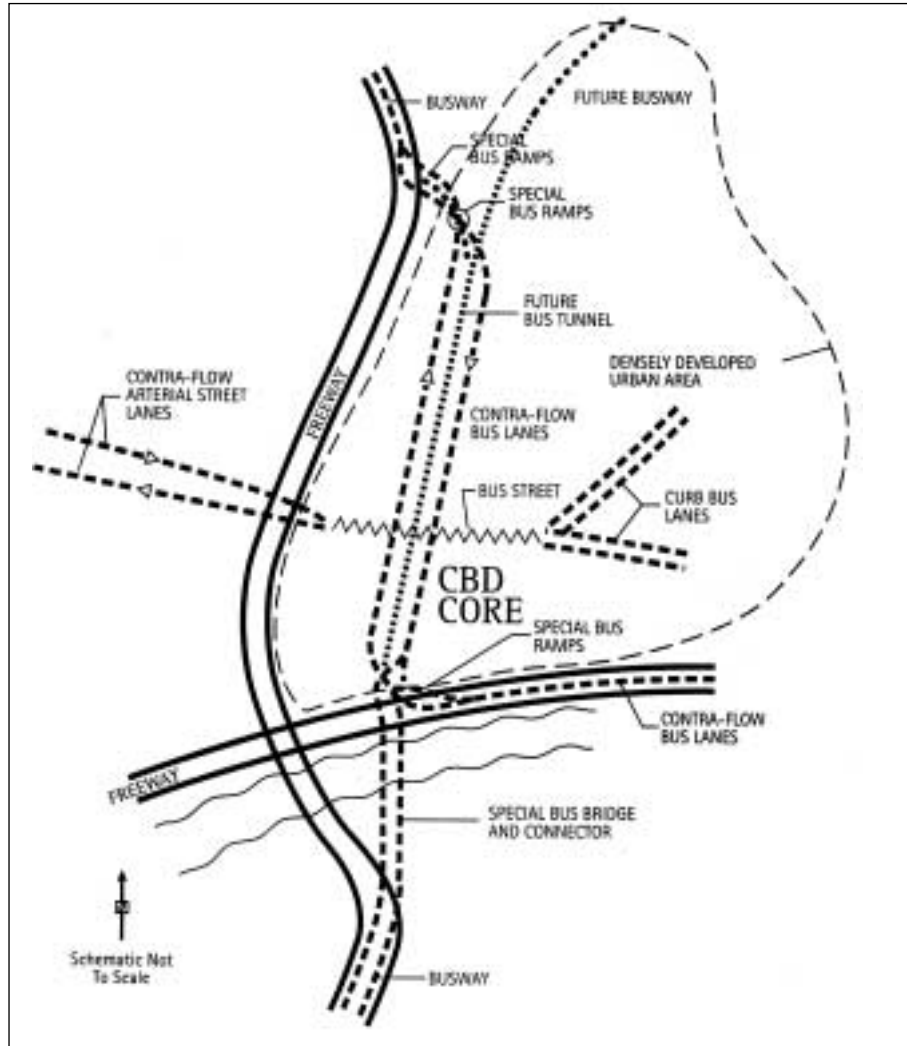 BUSWAY
FUTURE BUSWAY
SPECIAL
BUS RAMPS
SPECIAL
BUS RAMPS
FUTURE
BUS TUNNEL
DENSELY DEVELOPED
URBAN AREA
CONTRA-FLOW
ARTERIAL STREET
LANES
FREEWAY
CONTRA-FLOW
BUS LANES
BUS STREET
CURB BUS
LANES
CBD
CORE
SPECIAL BUS
RAMPS
CONTRA-FLOW
BUS LANES
FREEWAY
SPECIAL BUS BRIDGE
AND CONNECTOR
N
Schematic Not
To Scale
BUSWAY